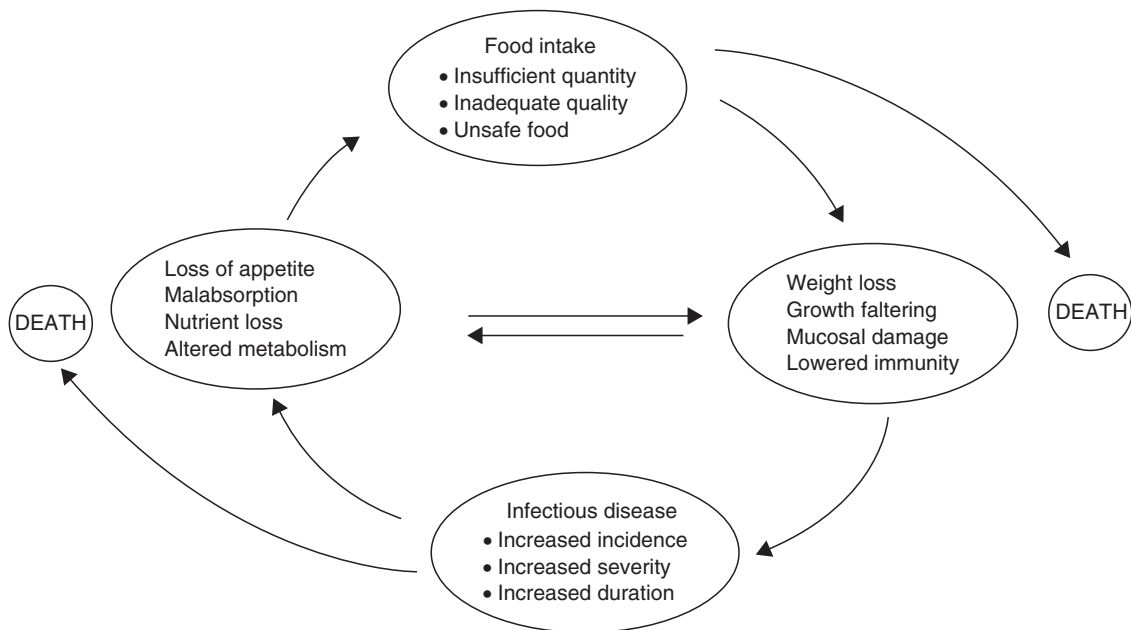 Food intake
• Insufficient quantity
• Inadequate quality
• Unsafe food
Loss of appetite
Malabsorption
Nutrient loss
Altered metabolism
DEATH
Weight loss
Growth faltering
Mucosal damage
Lowered immunity
DEATH
Infectious disease
• Increased incidence
• Increased severity
• Increased duration